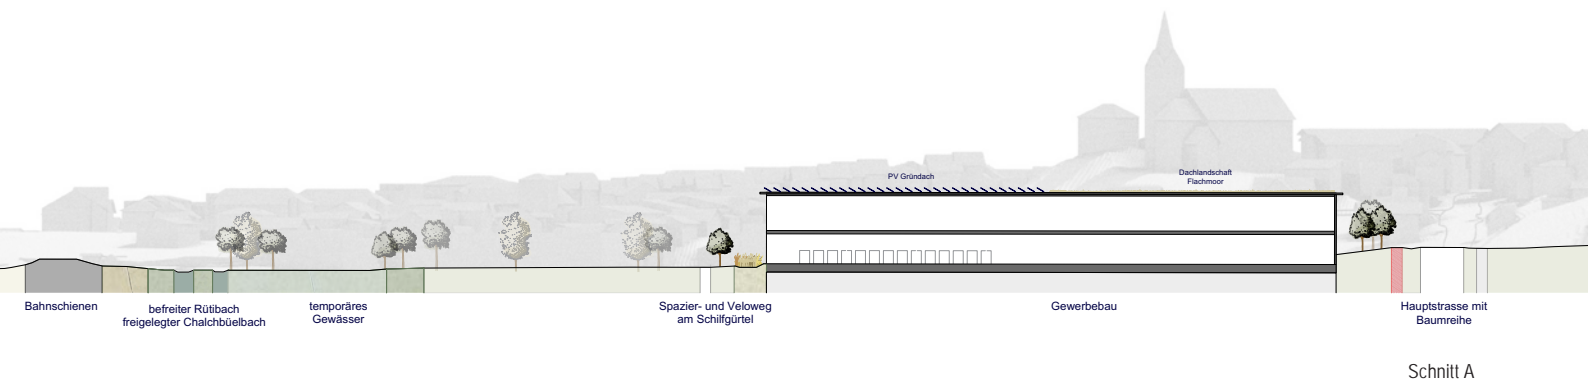 PV Gründach
Dachlandschaft
Flachmoor
Bahnschienen
befreiter Rütibach
freigelegter Chalchbüelbach
temporäres
Gewässer
Spazier- und Veloweg
am Schilfgürtel
Gewerbebau
Hauptstrasse mit
Baumreihe
Schnitt A